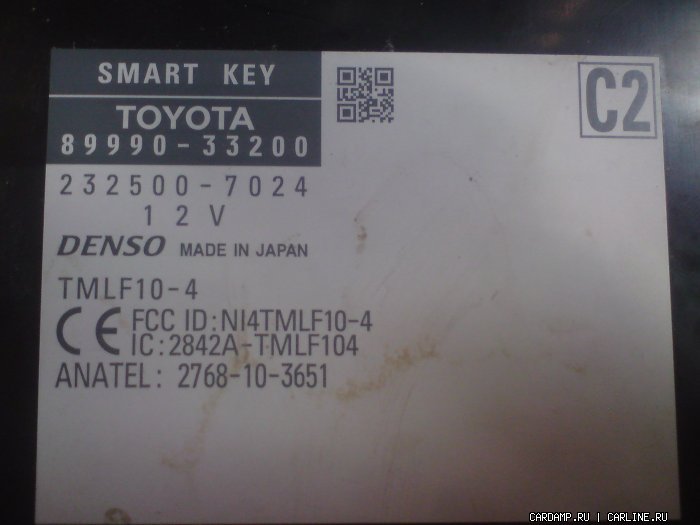 SMART KEY
TOYOTA
89990-33200
C2
232500-7024
12V
DENSO MADE IN JAPAN
TMLF10-4
CE FCC ID:NI4TMLF10-4
IC:2842A-TMLF104
ANATEL: 2768-10-3651
CARDAMP.RU | CARLINE.RU